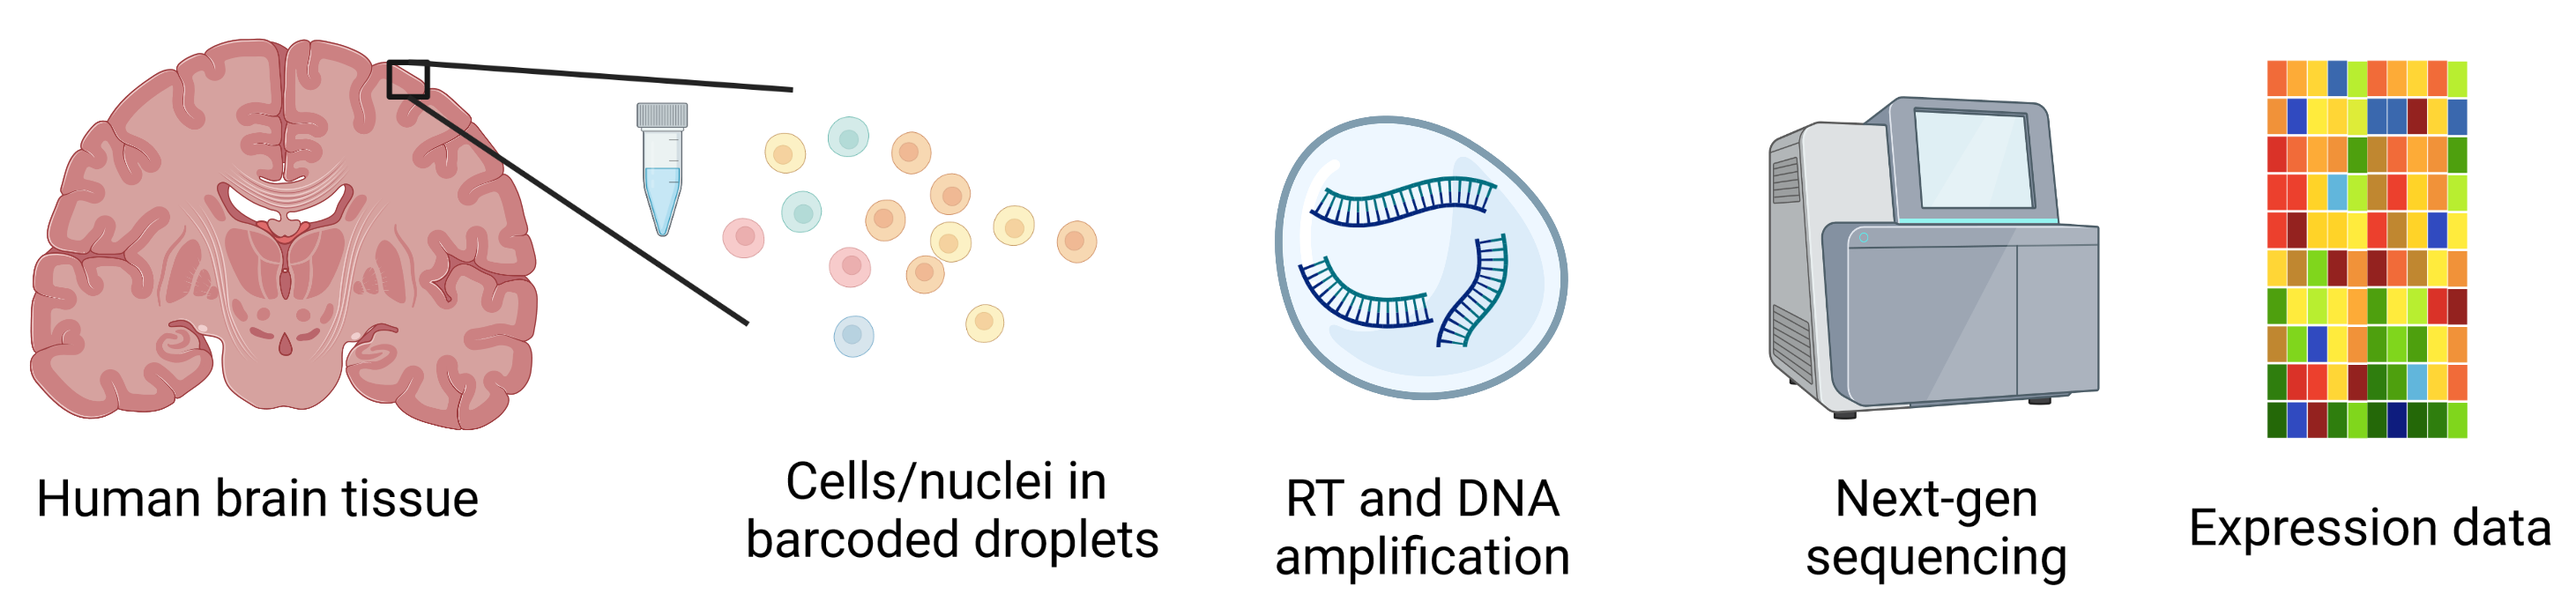 Human brain tissue
Cells/nuclei in
barcoded droplets
RT and DNA
amplification
Next-gen
sequencing
Expression data